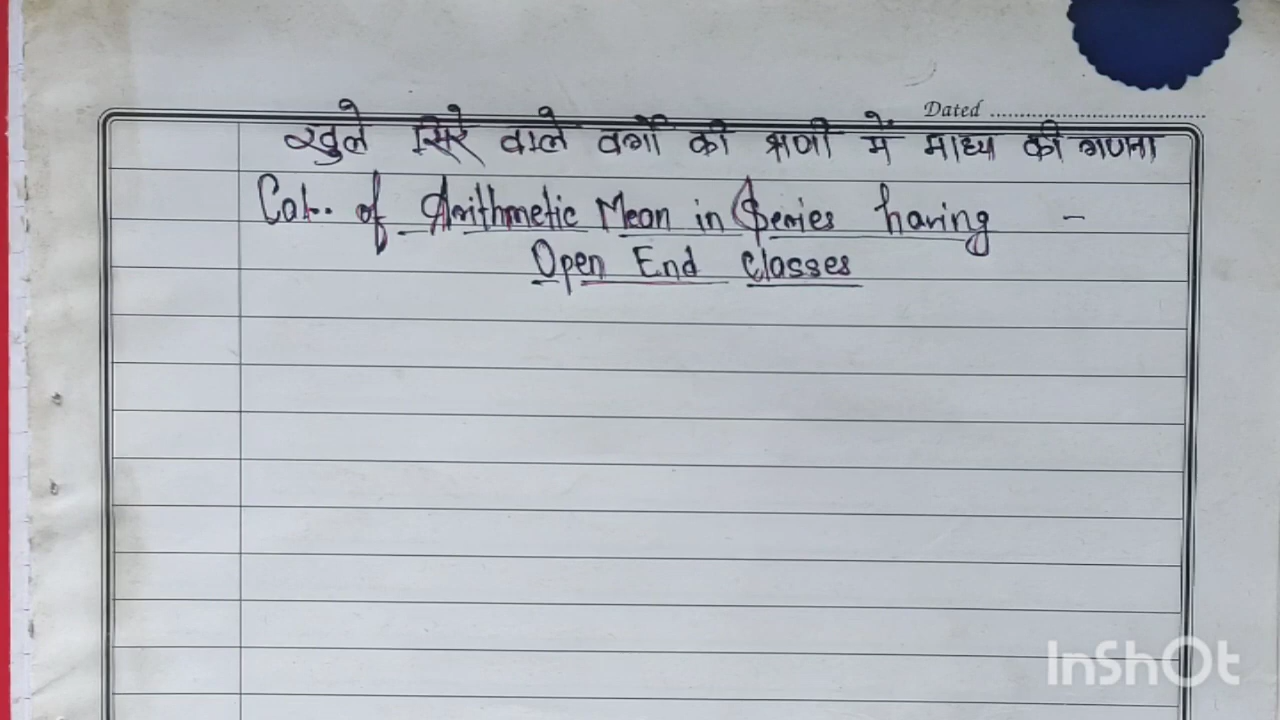 Dated
खुले सिरे वाले वर्गो की श्रेणी में माध्य की गणना
Cal. of Arithmetic Mean in Series having -
Open End Classes
InShOt